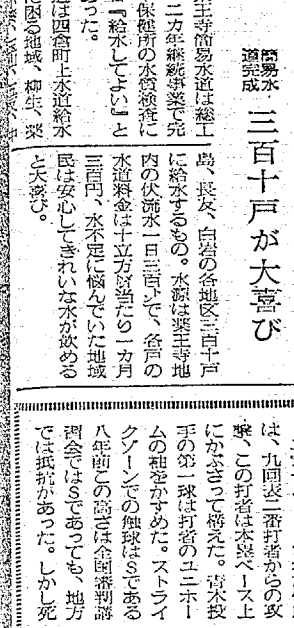 簡易水
道完成
三百十戸が大喜び
王寺簡易水道は総工
ニカ年継続事業で完
保健所の水質検査に
『給水してよい』と
った。
は四倉町上水道給水
に困る地域、柳生、薬
島、長友、白岩の各地区三百十戸
に給水するもの。水源は薬王寺地
内の伏流水一日三百トンで、各戸の
水道料金は十立方㍍当たり一カ月
三百円、水不足に悩んでいた地域
民は安心してきれいな水が飲める
と大喜び。
は、九回表二番打者からの攻
撃、この打者は本塁ベース上
にかぶさって構えた。青木投
手の第一球は打者のユニホー
ムの袖をかすめた。ストライ
クゾーンでの触球はSである
八年前この高さは全国審判講
習会ではSであっても、地方
では抵抗があった。しかし死